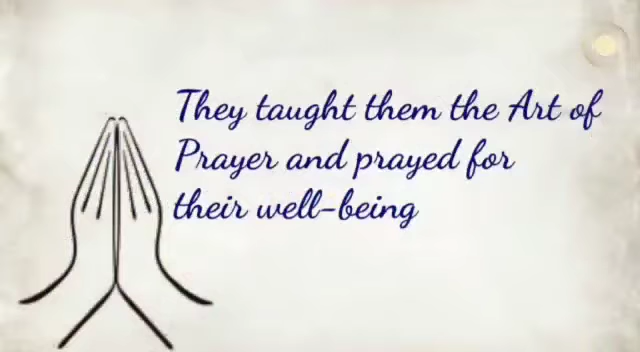 They taught them the Art of
Prayer and prayed for
their well-being